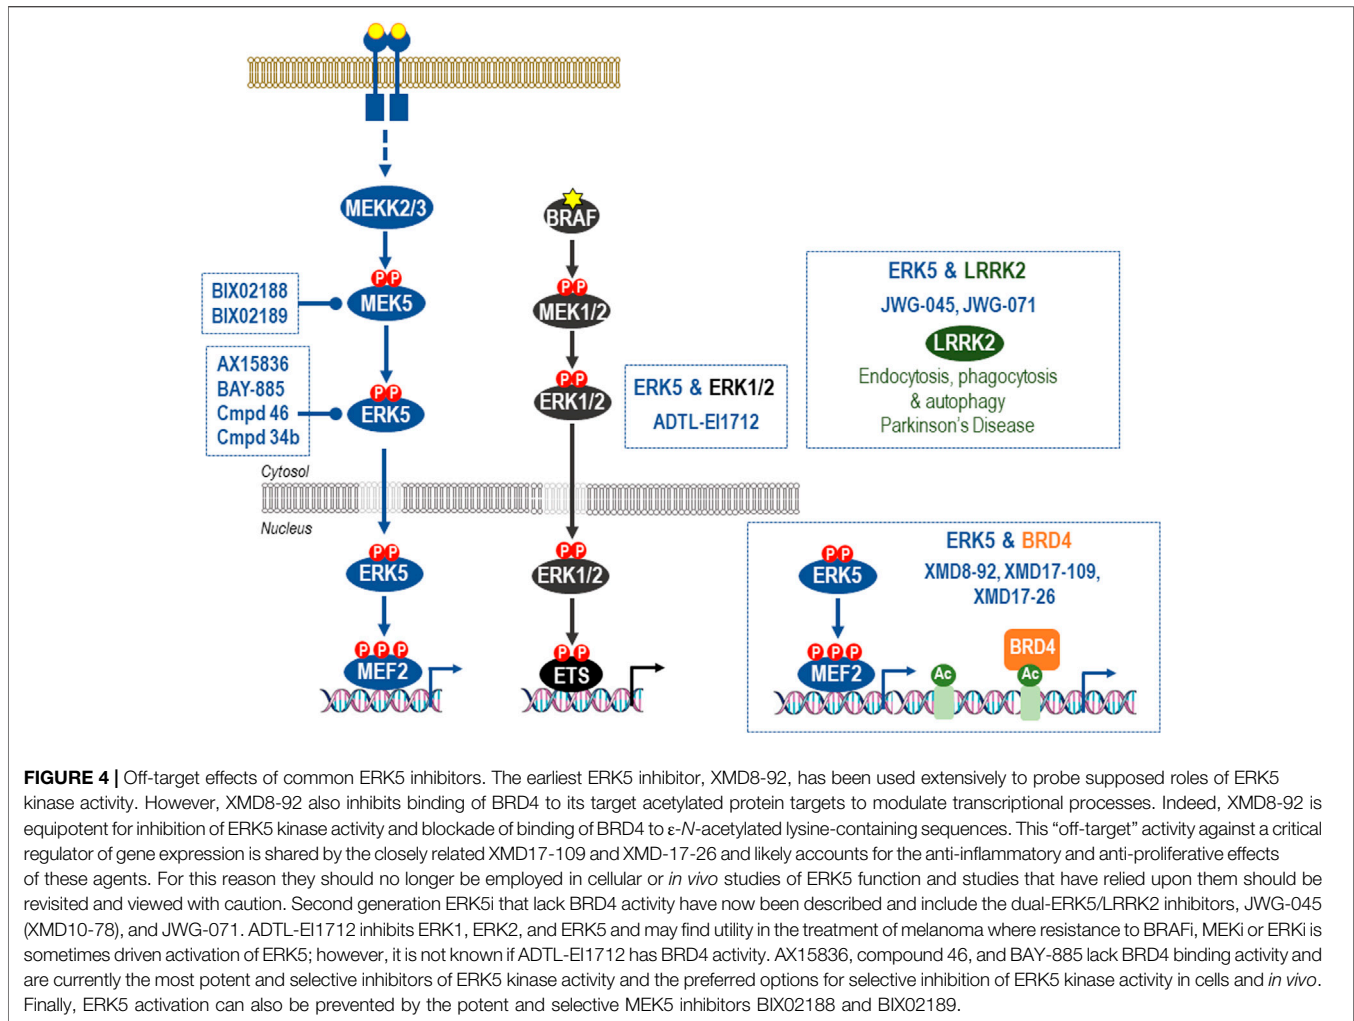 MEKK2/3
P P
MEK5
BIX02188
BIX02189
AX15836
BAY-885
Cmpd 46
Cmpd 34b
P P
ERK5
BRAF
P P
MEK1/2
P P
ERK1/2
ERK5 & ERK1/2
ADTL-EI1712
ERK5 & LRRK2
JWG-045, JWG-071
LRRK2
Endocytosis, phagocytosis
& autophagy
Parkinson's Disease
Cytosol
Nucleus
P P
ERK5
P P P
MEF2
P P
ERK1/2
P P
ETS
ERK5 & BRD4
XMD8-92, XMD17-109,
XMD17-26
P P
ERK5
P P P
MEF2
Ac
BRD4
Ac
FIGURE 4 | Off-target effects of common ERK5 inhibitors. The earliest ERK5 inhibitor, XMD8-92, has been used extensively to probe supposed roles of ERK5
kinase activity. However, XMD8-92 also inhibits binding of BRD4 to its target acetylated protein targets to modulate transcriptional processes. Indeed, XMD8-92 is
equipotent for inhibition of ERK5 kinase activity and blockade of binding of BRD4 to ε-N-acetylated lysine-containing sequences. This “off-target” activity against a critical
regulator of gene expression is shared by the closely related XMD17-109 and XMD-17-26 and likely accounts for the anti-inflammatory and anti-proliferative effects
of these agents. For this reason they should no longer be employed in cellular or in vivo studies of ERK5 function and studies that have relied upon them should be
revisited and viewed with caution. Second generation ERK5i that lack BRD4 activity have now been described and include the dual-ERK5/LRRK2 inhibitors, JWG-045
(XMD10-78), and JWG-071. ADTL-EI1712 inhibits ERK1, ERK2, and ERK5 and may find utility in the treatment of melanoma where resistance to BRAFi, MEKi or ERKi is
sometimes driven activation of ERK5; however, it is not known if ADTL-EI1712 has BRD4 activity. AX15836, compound 46, and BAY-885 lack BRD4 binding activity and
are currently the most potent and selective inhibitors of ERK5 kinase activity and the preferred options for selective inhibition of ERK5 kinase activity in cells and in vivo.
Finally, ERK5 activation can also be prevented by the potent and selective MEK5 inhibitors BIX02188 and BIX02189.